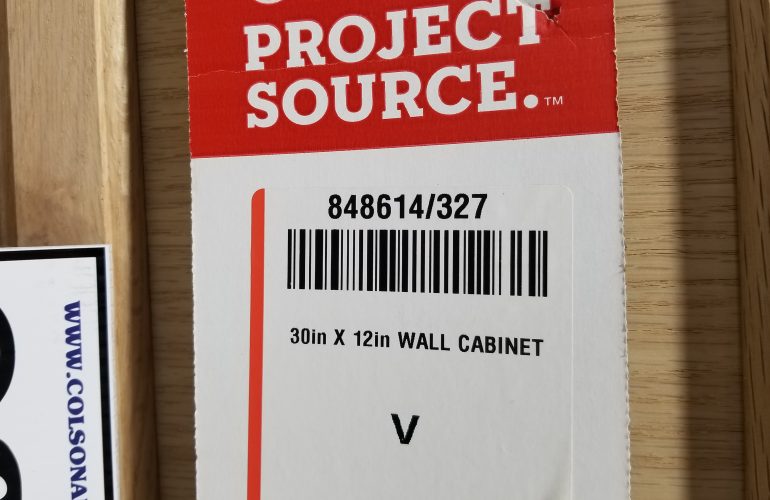 PROJECT
SOURCE.™
848614/327
30in X 12in WALL CABINET
V